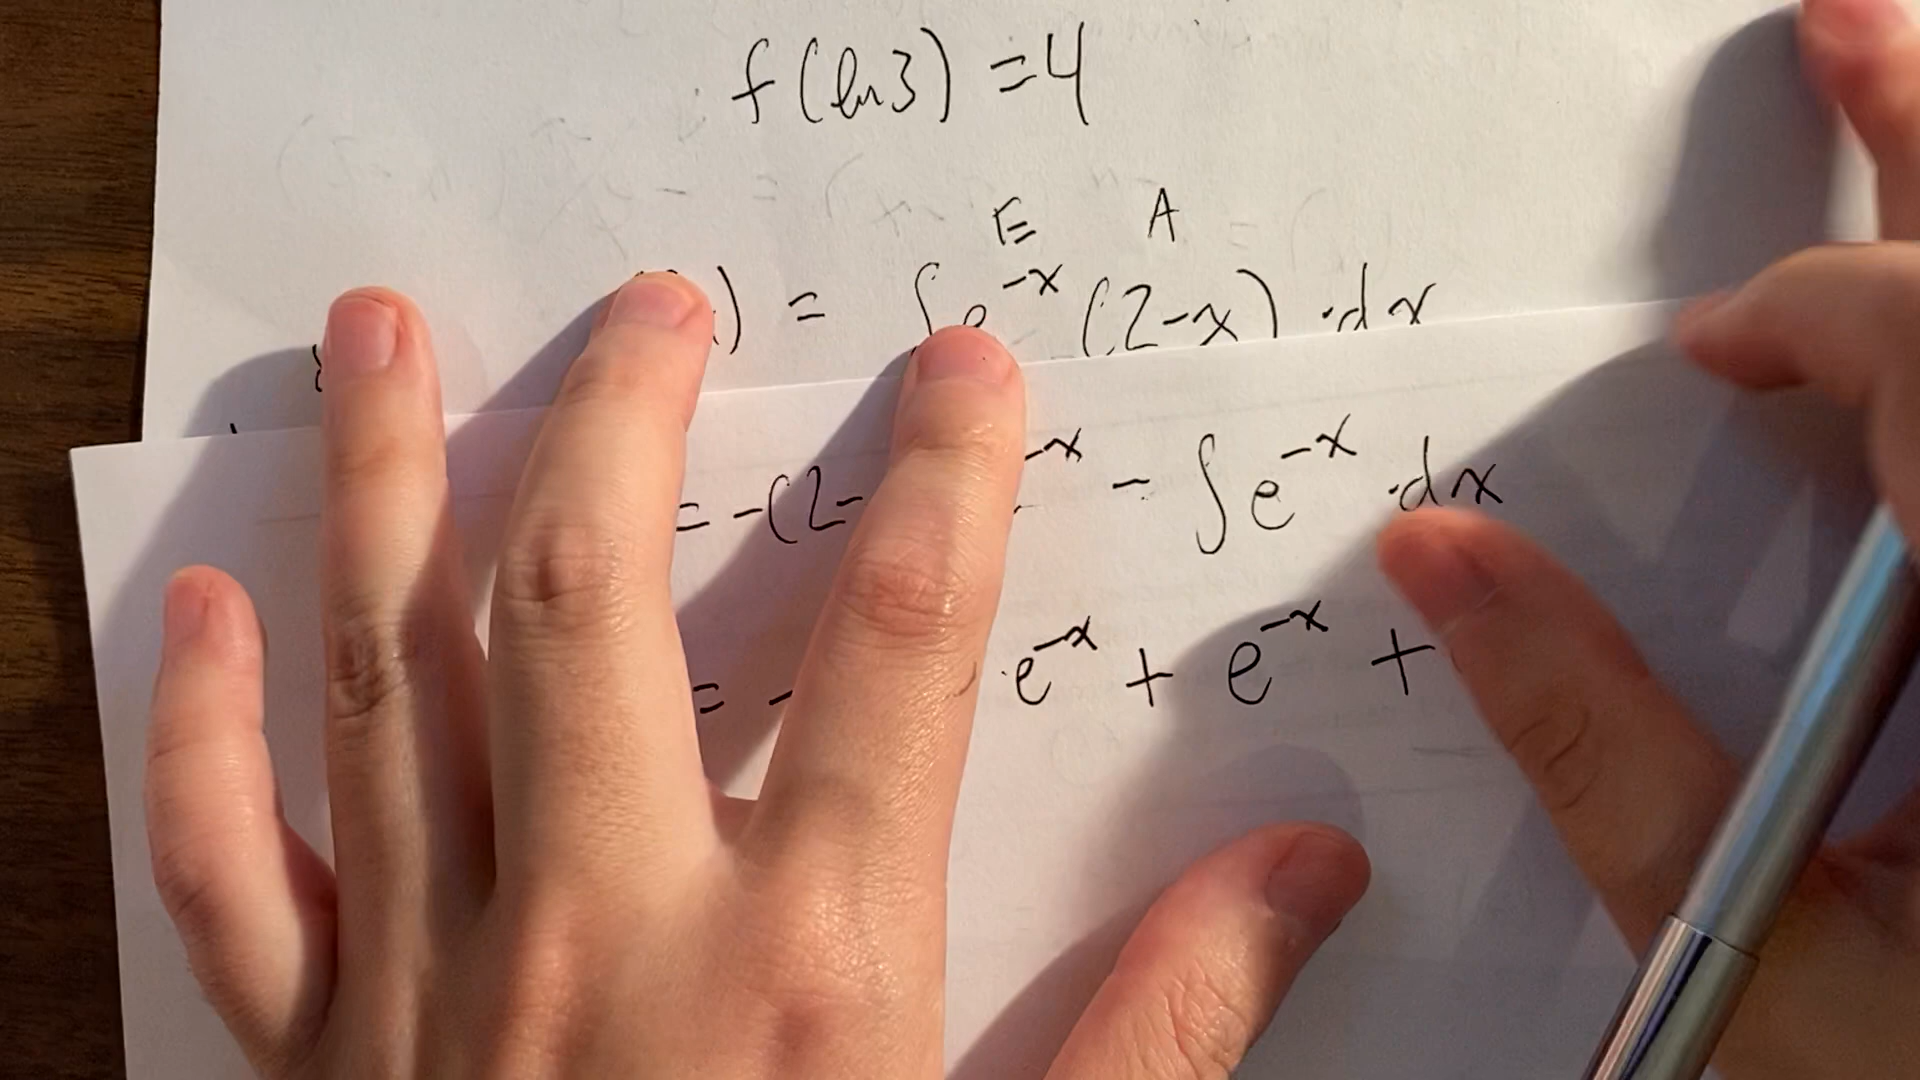 f(ln3) = 4
E A
) = ∫e^-x (2-x) · dx
= -(2- ^-x - ∫e^-x · dx
= - · e^-x + e^-x +